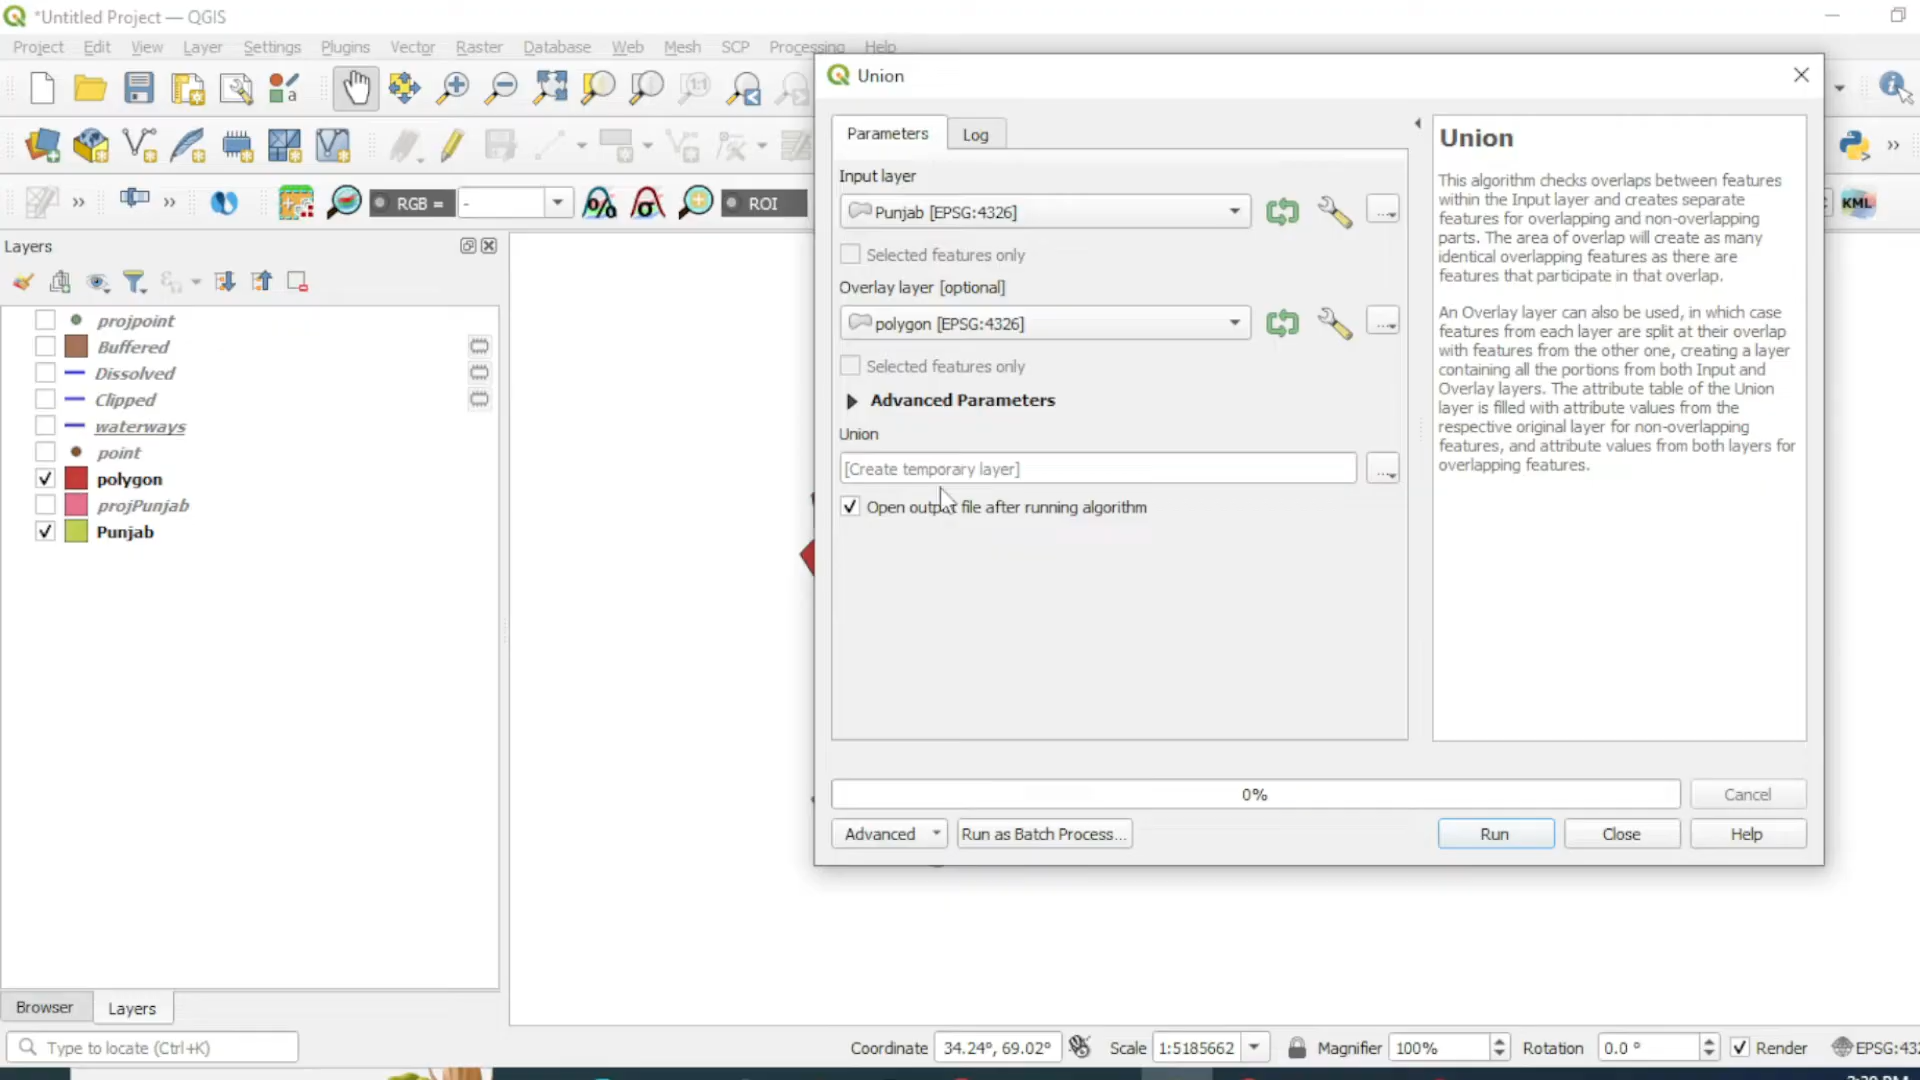 *Untitled Project — QGIS
Project Edit View Layer Settings Plugins Vector Raster Database Web Mesh SCP Processing Help
RGB = - ROI
KML
Layers
projpoint
Buffered
Dissolved
Clipped
waterways
point
polygon
projPunjab
Punjab
Browser Layers
Type to locate (Ctrl+K)
Union
Parameters Log
Input layer
Punjab [EPSG:4326]
Selected features only
Overlay layer [optional]
polygon [EPSG:4326]
Selected features only
Advanced Parameters
Union
[Create temporary layer]
Open output file after running algorithm
Union
This algorithm checks overlaps between features
within the Input layer and creates separate
features for overlapping and non-overlapping
parts. The area of overlap will create as many
identical overlapping features as there are
features that participate in that overlap.
An Overlay layer can also be used, in which case
features from each layer are split at their overlap
with features from the other one, creating a layer
containing all the portions from both Input and
Overlay layers. The attribute table of the Union
layer is filled with attribute values from the
respective original layer for non-overlapping
features, and attribute values from both layers for
overlapping features.
0% Cancel
Advanced Run as Batch Process... Run Close Help
Coordinate 34.24°, 69.02° Scale 1:5185662 Magnifier 100% Rotation 0.0 ° Render EPSG:432